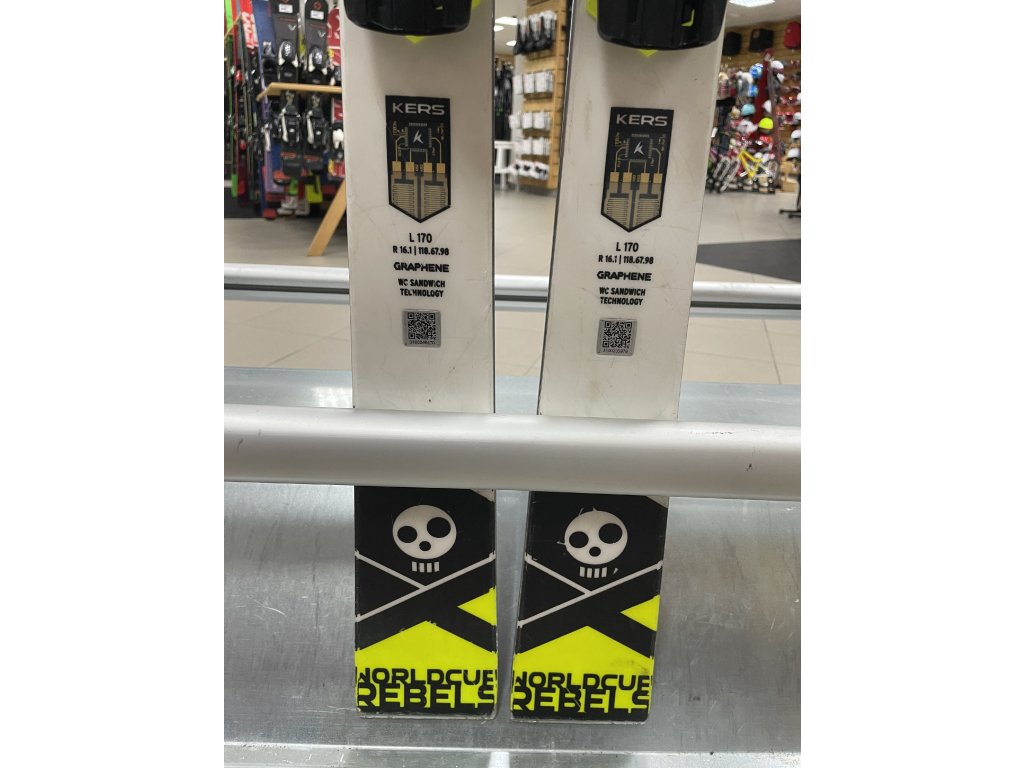 KERS
L 170
R 16.1 | 118.67.98
GRAPHENE
WC SANDWICH
TECHNOLOGY
KERS
L 170
R 16.1 | 118.67.98
GRAPHENE
WC SANDWICH
TECHNOLOGY
WORLDCUP
REBELS
WORLDCUP
REBELS